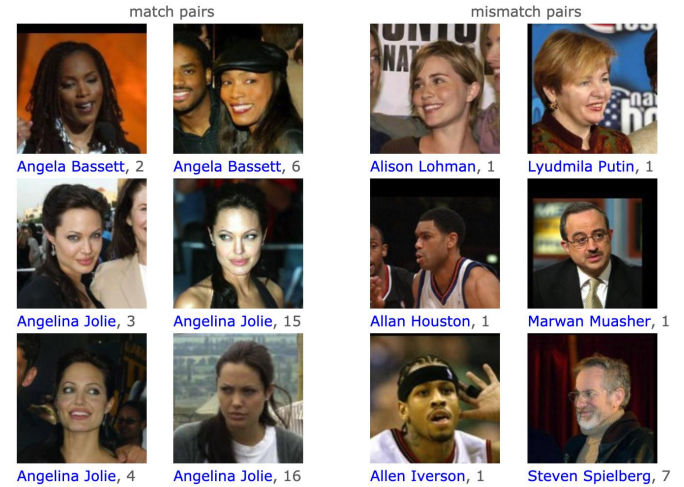 match pairs
mismatch pairs
Angela Bassett, 2
Angela Bassett, 6
Alison Lohman, 1
Lyudmila Putin, 1
Angelina Jolie, 3
Angelina Jolie, 15
Allan Houston, 1
Marwan Muasher, 1
Angelina Jolie, 4
Angelina Jolie, 16
Allen Iverson, 1
Steven Spielberg, 7